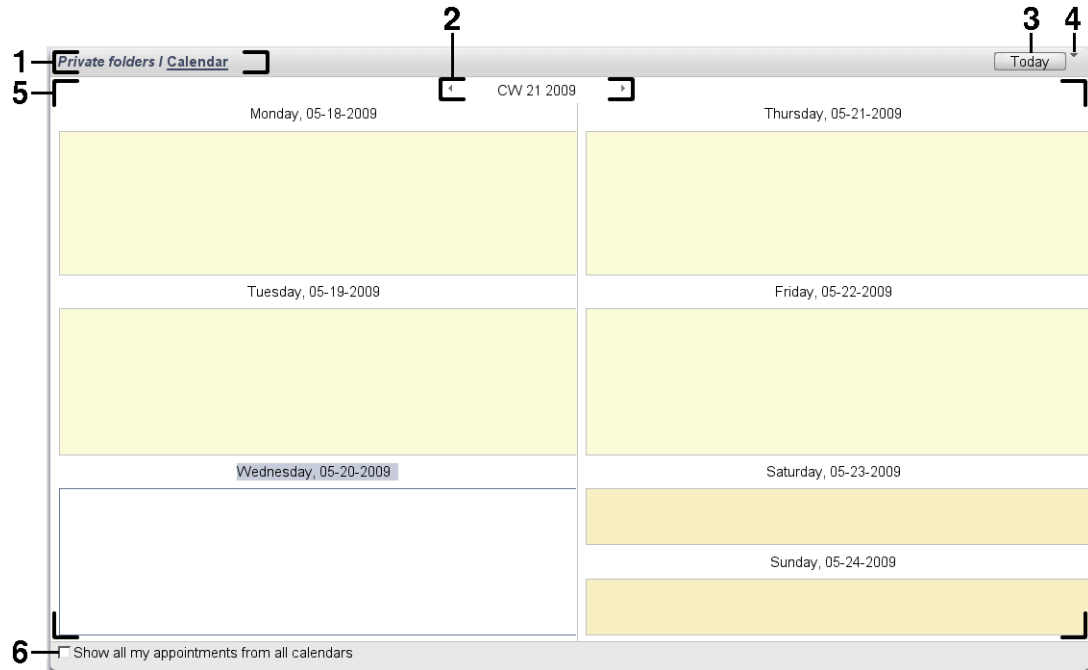 2 3 4
1 Private folders / Calendar Today
5 CW 21 2009
Monday, 05-18-2009 Thursday, 05-21-2009
Tuesday, 05-19-2009 Friday, 05-22-2009
Wednesday, 05-20-2009 Saturday, 05-23-2009
Sunday, 05-24-2009
6 Show all my appointments from all calendars